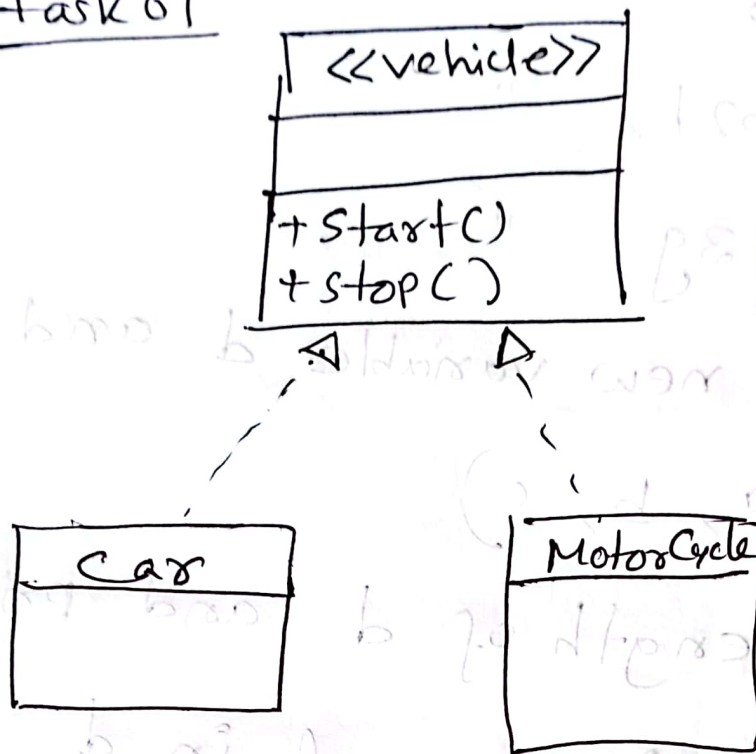 Task 01
<<vehicle>>
+ Start()
+ stop()
Car
MotorCycle